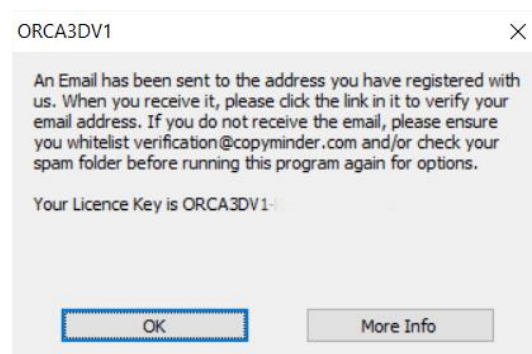 ORCA3DV1
An Email has been sent to the address you have registered with
us. When you receive it, please click the link in it to verify your
email address. If you do not receive the email, please ensure
you whitelist verification@copyminder.com and/or check your
spam folder before running this program again for options.
Your Licence Key is ORCA3DV1-
OK
More Info